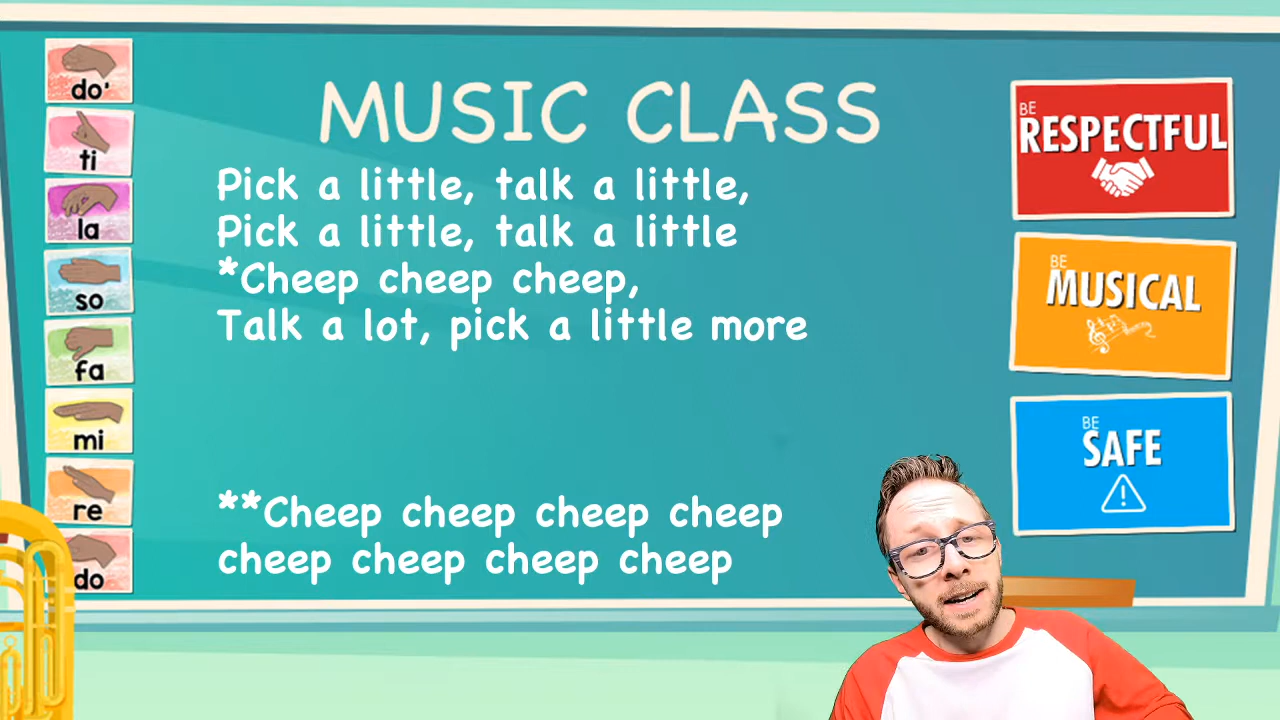 do'
ti
la
so
fa
mi
re
do
MUSIC CLASS
Pick a little, talk a little,
Pick a little, talk a little
*Cheep cheep cheep,
Talk a lot, pick a little more
**Cheep cheep cheep cheep
cheep cheep cheep cheep
BE
RESPECTFUL
BE
MUSICAL
BE
SAFE